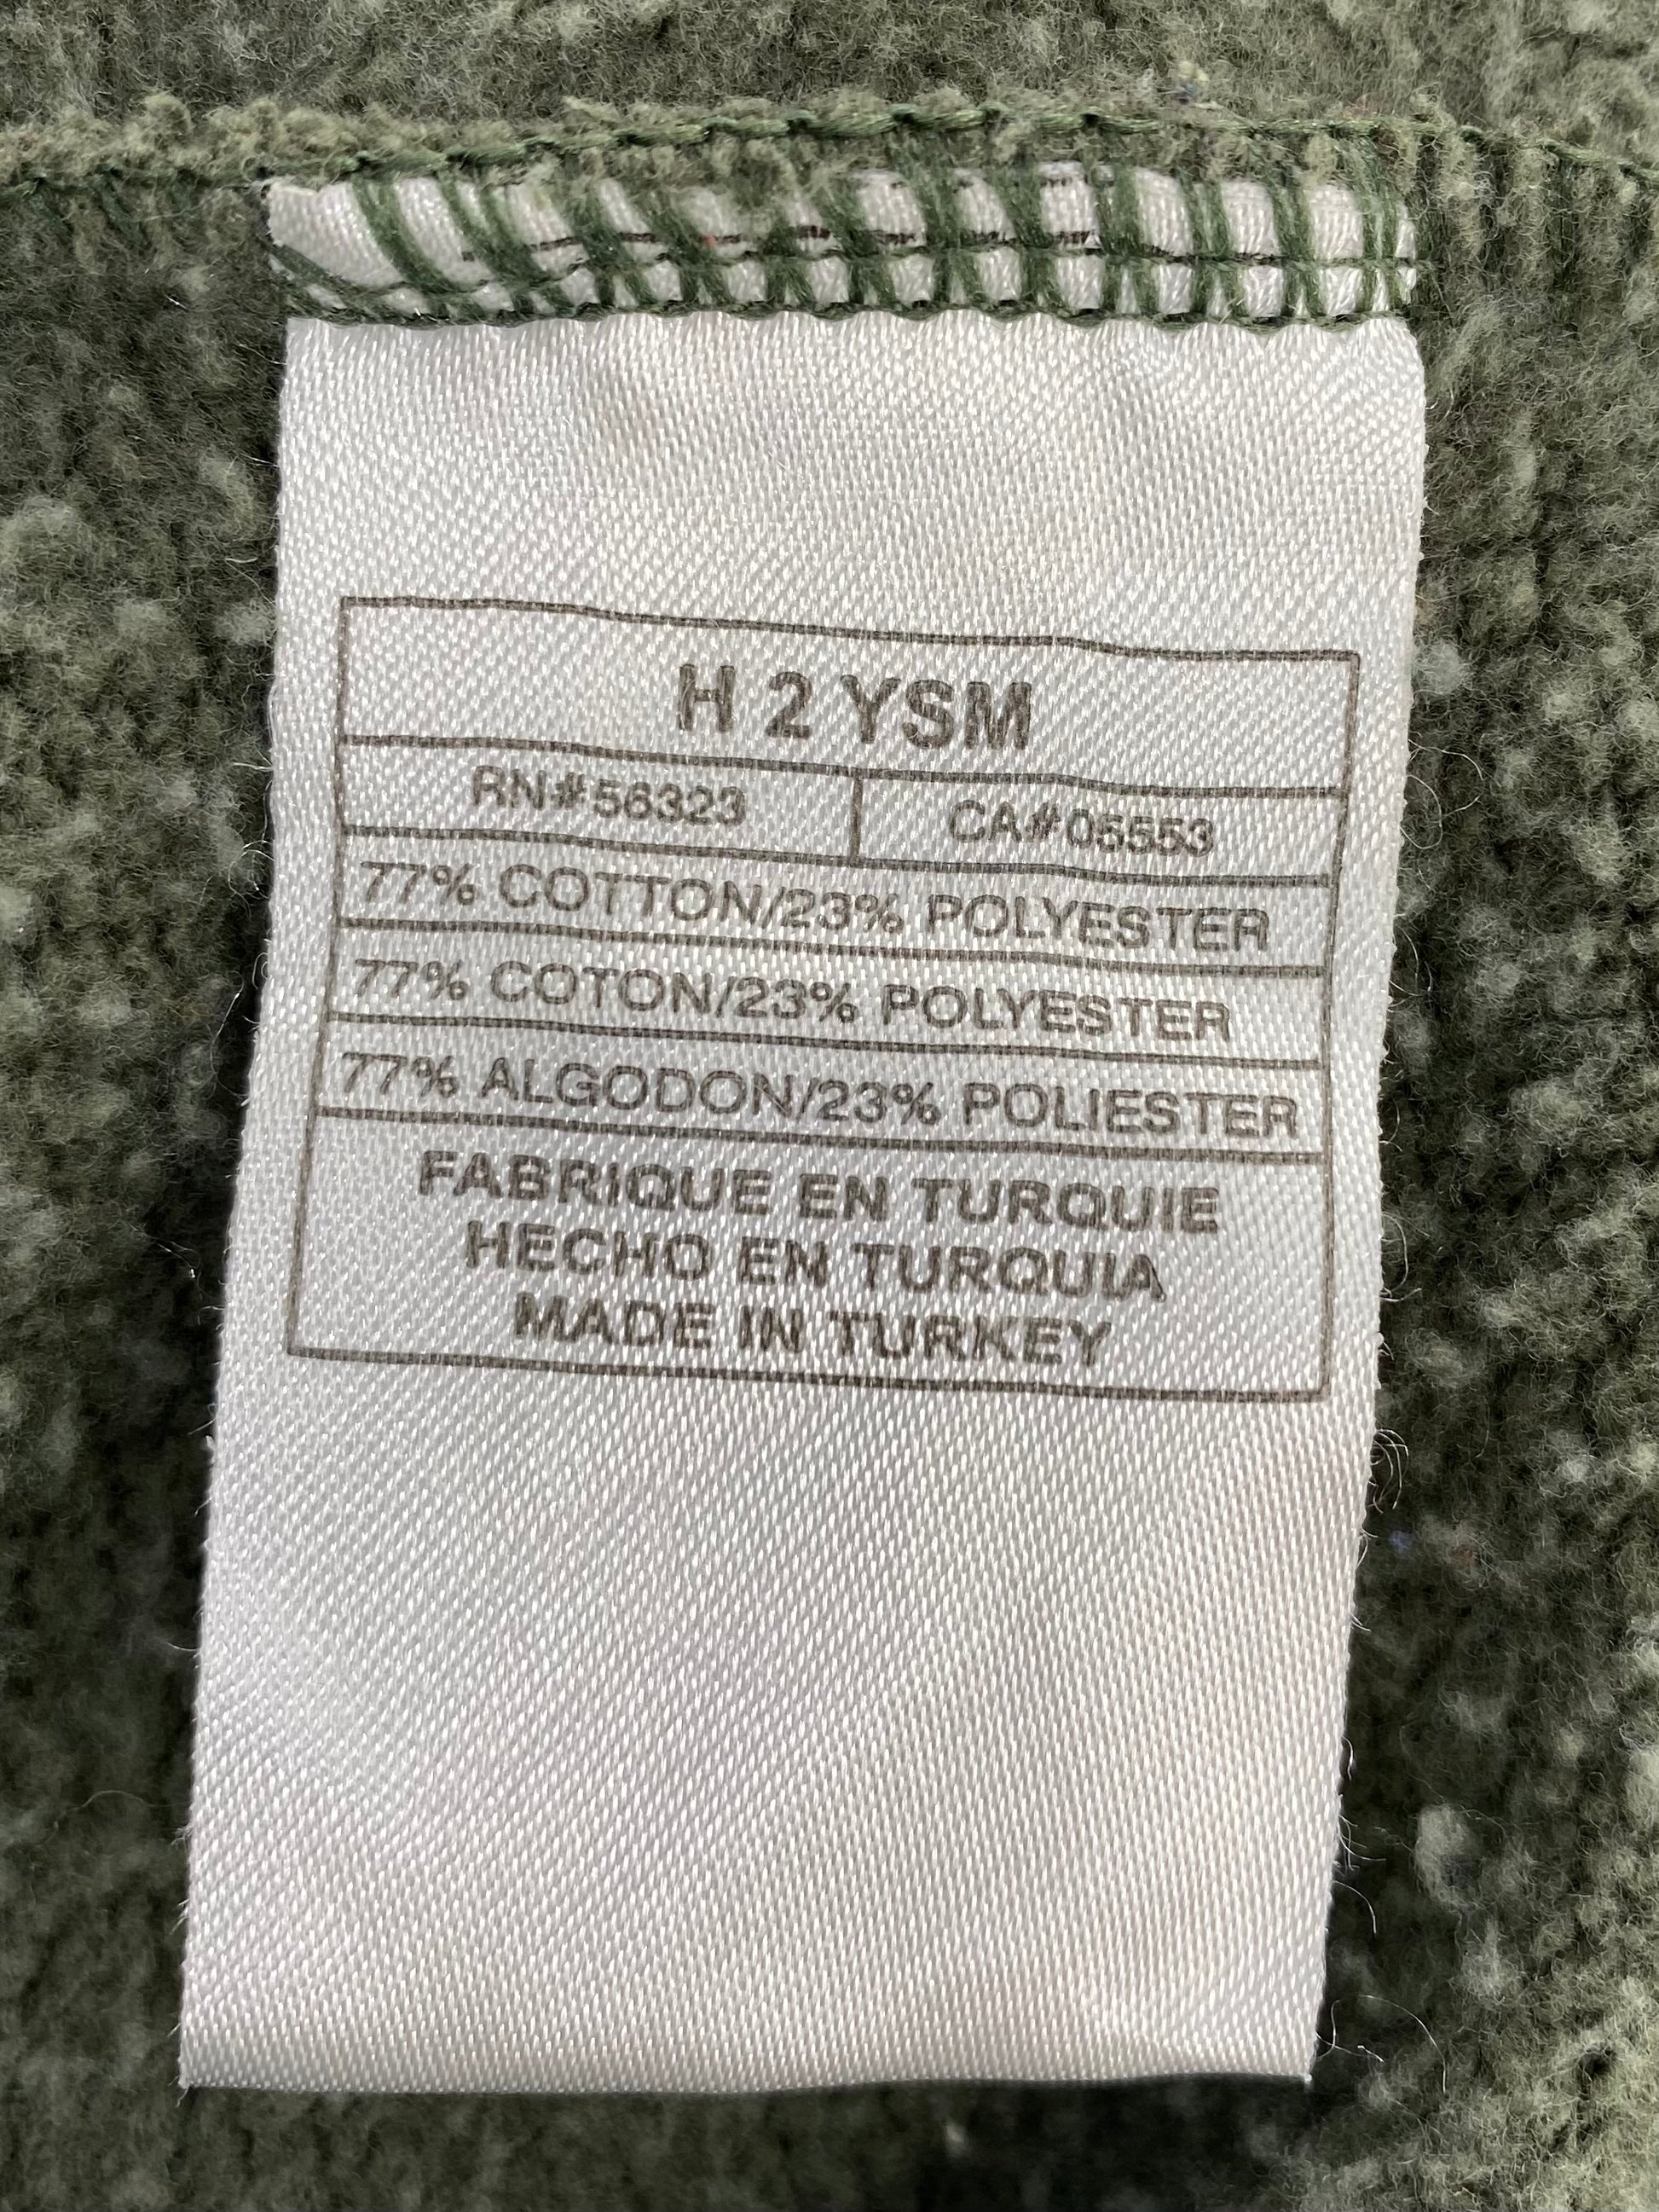 H 2 YSM
RN#56323 CA#05553
77% COTTON/23% POLYESTER
77% COTON/23% POLYESTER
77% ALGODON/23% POLIESTER
FABRIQUE EN TURQUIE
HECHO EN TURQUIA
MADE IN TURKEY